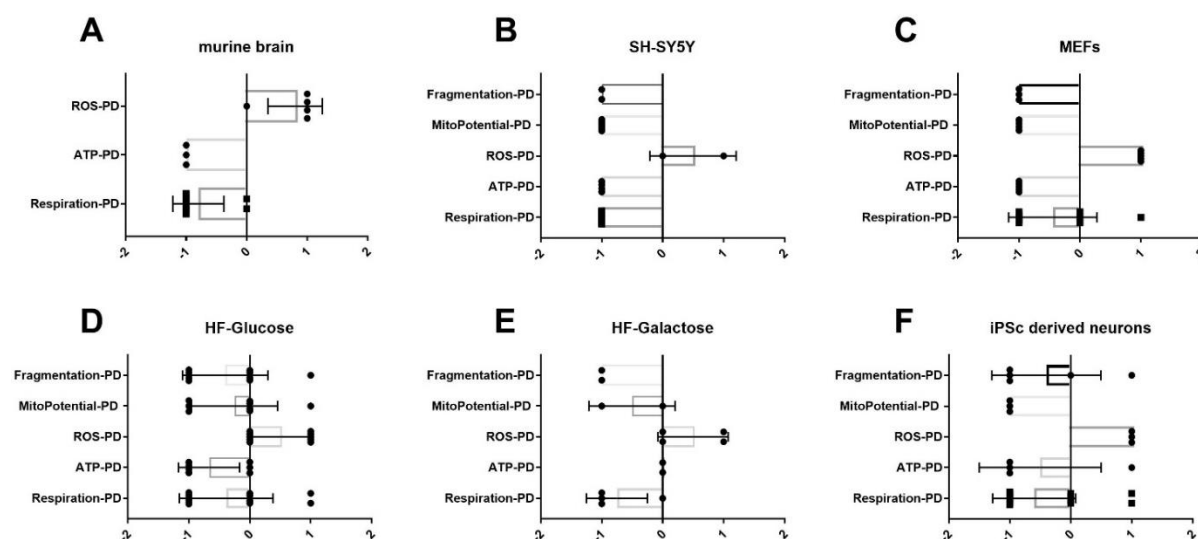 A
murine brain
ROS-PD
ATP-PD
Respiration-PD
-2 -1 0 1 2
B
SH-SY5Y
Fragmentation-PD
MitoPotential-PD
ROS-PD
ATP-PD
Respiration-PD
-2 -1 0 1 2
C
MEFs
Fragmentation-PD
MitoPotential-PD
ROS-PD
ATP-PD
Respiration-PD
-2 -1 0 1 2
D
HF-Glucose
Fragmentation-PD
MitoPotential-PD
ROS-PD
ATP-PD
Respiration-PD
-2 -1 0 1 2
E
HF-Galactose
Fragmentation-PD
MitoPotential-PD
ROS-PD
ATP-PD
Respiration-PD
-2 -1 0 1 2
F
iPSc derived neurons
Fragmentation-PD
MitoPotential-PD
ROS-PD
ATP-PD
Respiration-PD
-2 -1 0 1 2